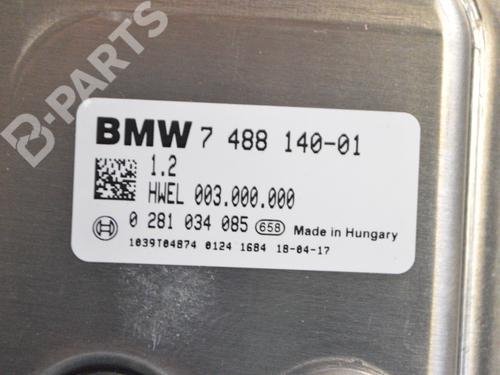 B-PARTS
BMW 7 488 140-01
1.2
HWEL 003.000.000
0 281 034 085 658 Made in Hungary
1039T04874 0124 1684 18-04-17